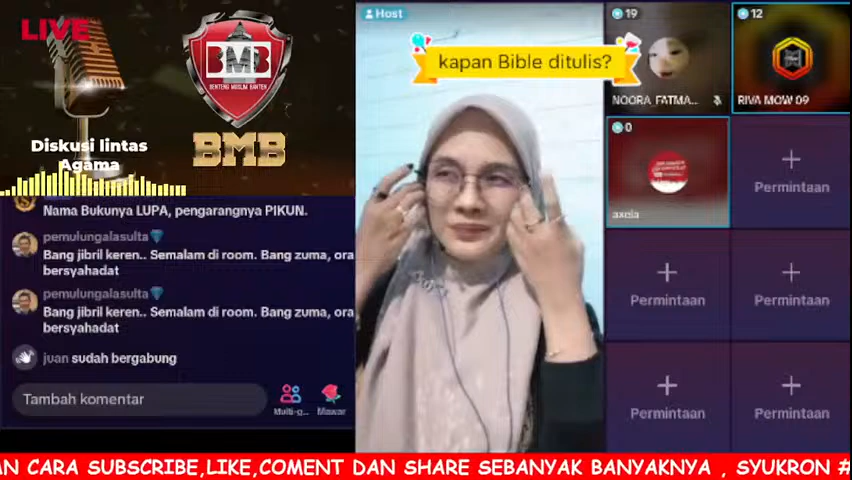 LIVE
BMB
BENTENG MUSLIM BANTEN
BMB
Diskusi lintas
Agama
Nama Bukunya LUPA, pengarangnya PIKUN.
pemulungalasulta
Bang jibril keren.. Semalam di room. Bang zuma, ora
bersyahadat
pemulungalasulta
Bang jibril keren.. Semalam di room. Bang zuma, ora
bersyahadat
juan sudah bergabung
Tambah komentar
Multi-g...
Mawar
Host
kapan Bible ditulis?
19
NOORA_FATMA...
12
RIVA MOW 09
0
axela
Permintaan
Permintaan
Permintaan
Permintaan
Permintaan
AN CARA SUBSCRIBE,LIKE,COMENT DAN SHARE SEBANYAK BANYAKNYA , SYUKRON #